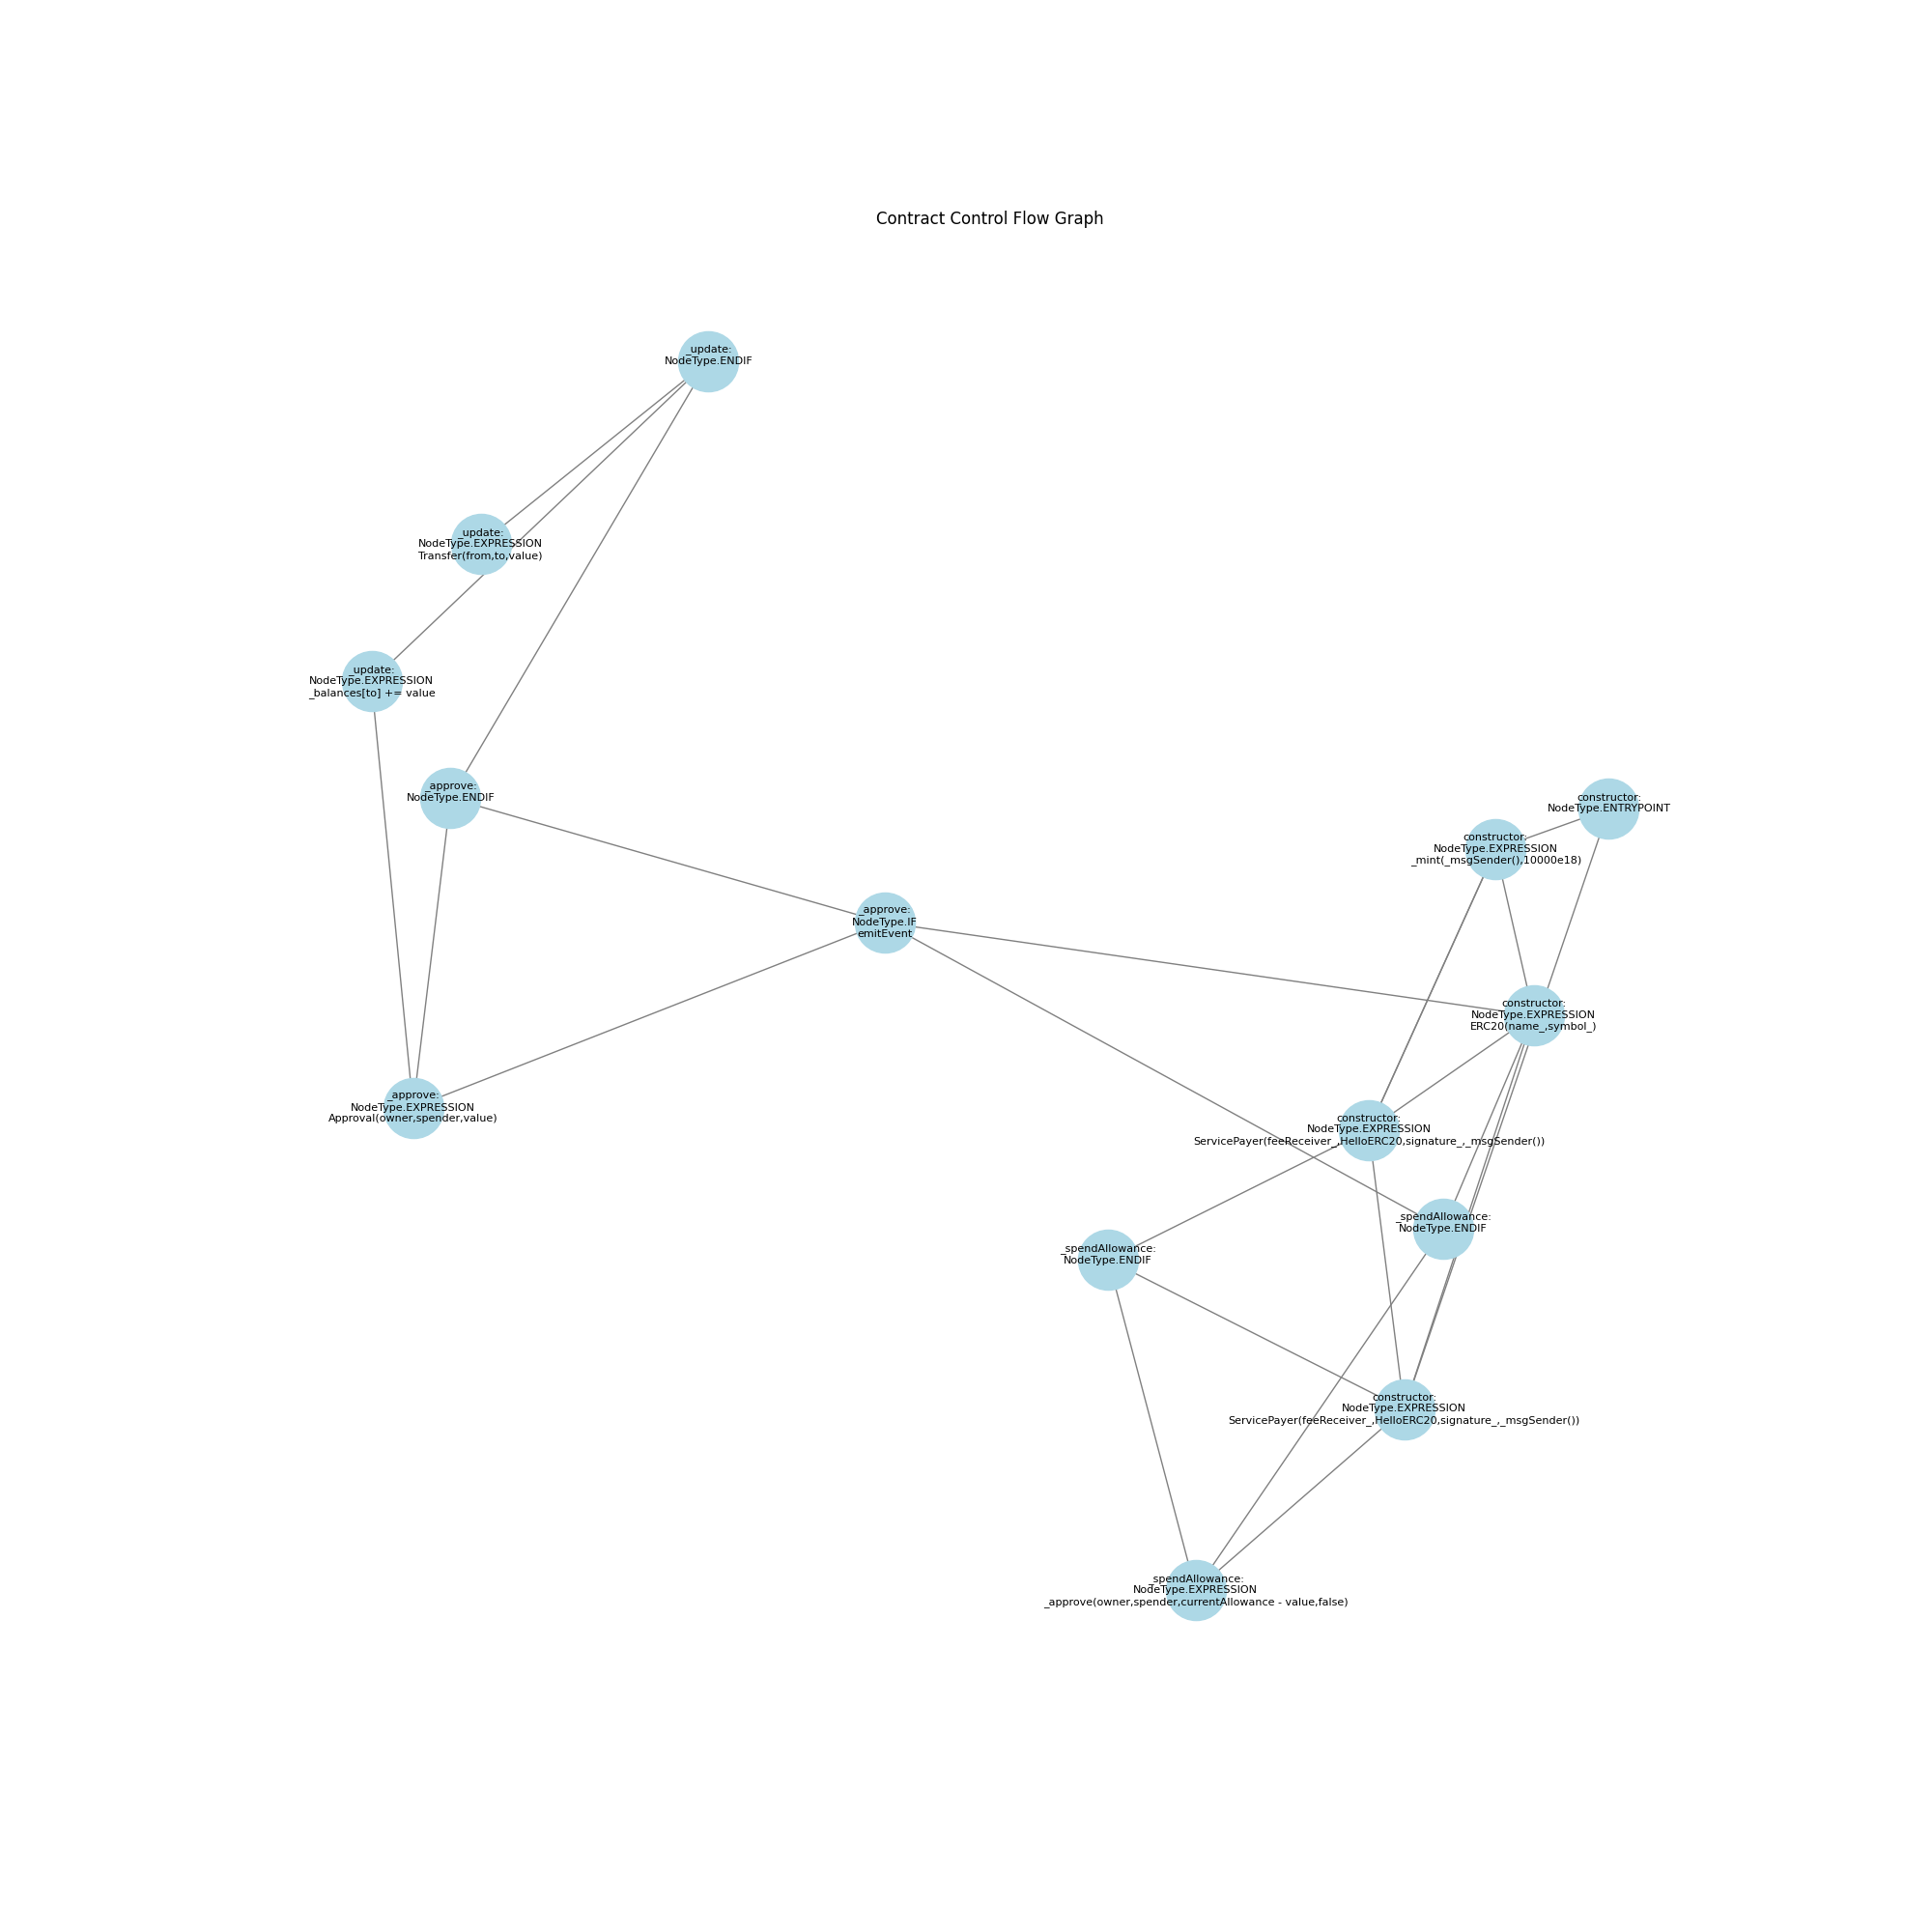 Contract Control Flow Graph
_update:
NodeType.ENDIF
_update:
NodeType.EXPRESSION
Transfer(from,to,value)
_update:
NodeType.EXPRESSION
_balances[to] += value
_approve:
NodeType.ENDIF
constructor:
NodeType.ENTRYPOINT
constructor:
NodeType.EXPRESSION
_mint(_msgSender(),10000e18)
_approve:
NodeType.IF
emitEvent
constructor:
NodeType.EXPRESSION
ERC20(name_,symbol_)
_approve:
NodeType.EXPRESSION
Approval(owner,spender,value)
constructor:
NodeType.EXPRESSION
ServicePayer(feeReceiver_,HelloERC20,signature_,_msgSender())
_spendAllowance:
NodeType.ENDIF
_spendAllowance:
NodeType.ENDIF
constructor:
NodeType.EXPRESSION
ServicePayer(feeReceiver_,HelloERC20,signature_,_msgSender())
_spendAllowance:
NodeType.EXPRESSION
_approve(owner,spender,currentAllowance - value,false)